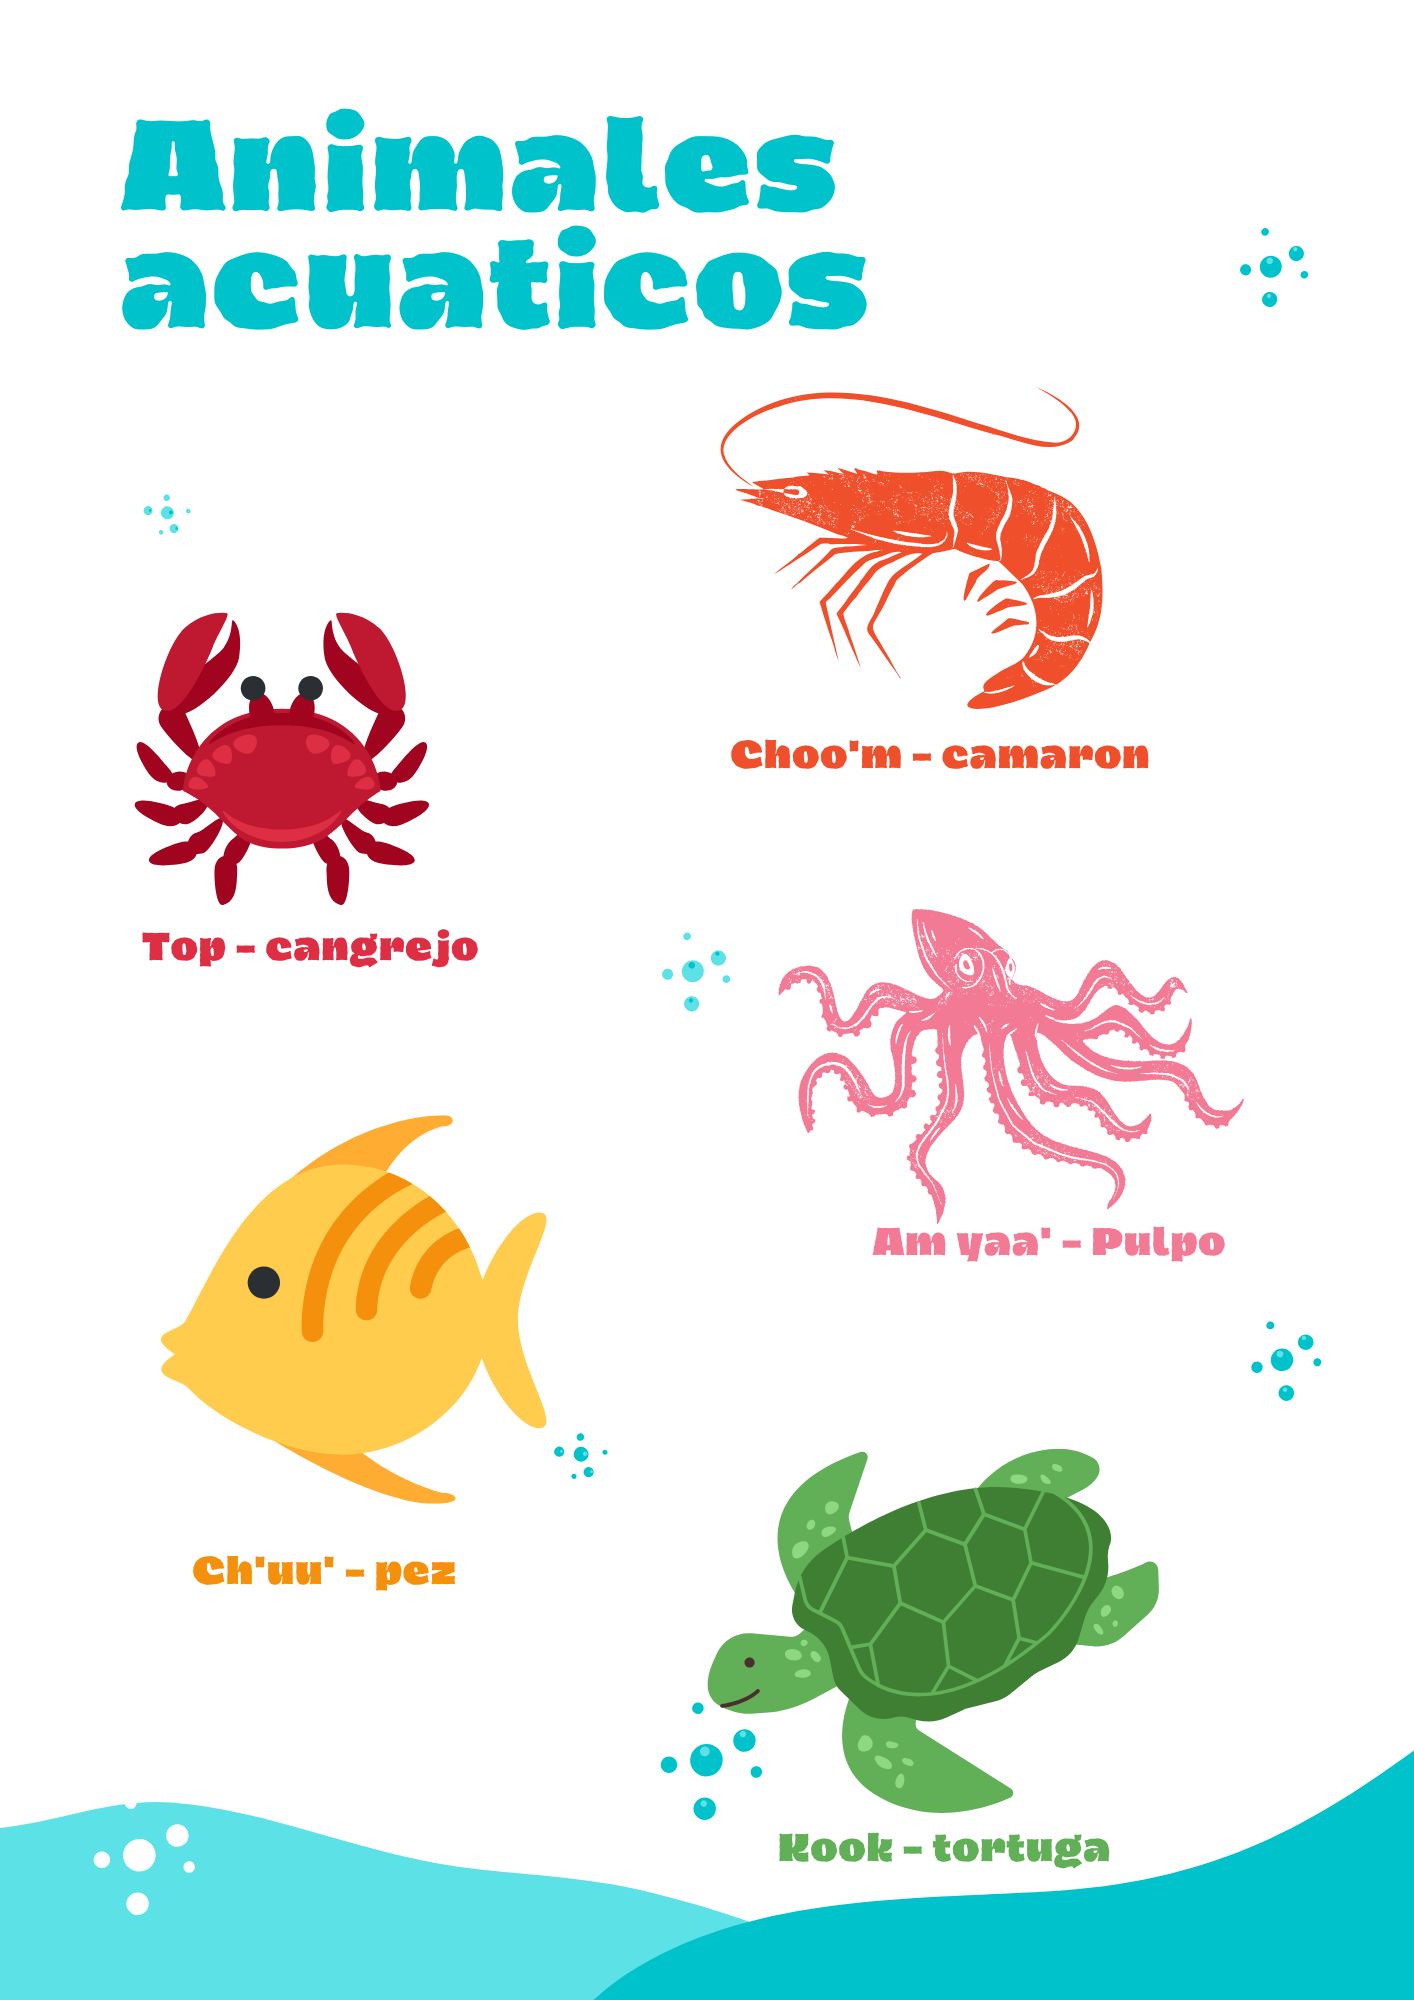 Animales
acuaticos
Choo'm - camaron
Top - cangrejo
Am yaa' - Pulpo
Ch'uu' - pez
Kook - tortuga